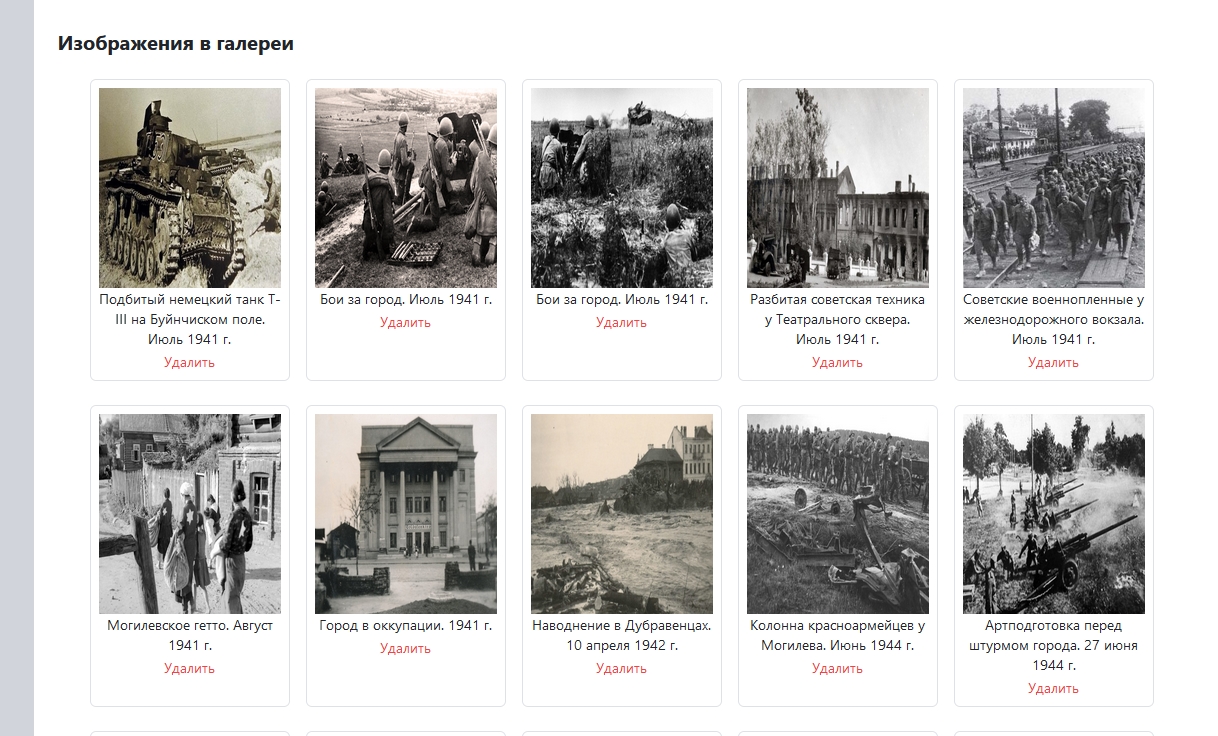 Изображения в галереи
Подбитый немецкий танк T-
III на Буйнчиском поле.
Июль 1941 г.
Удалить
Бои за город. Июль 1941 г.
Удалить
Бои за город. Июль 1941 г.
Удалить
Разбитая советская техника
у Театрального сквера.
Июль 1941 г.
Удалить
Советские военнопленные у
железнодорожного вокзала.
Июль 1941 г.
Удалить
Могилевское гетто. Август
1941 г.
Удалить
Город в оккупации. 1941 г.
Удалить
Наводнение в Дубравенцах.
10 апреля 1942 г.
Удалить
Колонна красноармейцев у
Могилева. Июнь 1944 г.
Удалить
Артподготовка перед
штурмом города. 27 июня
1944 г.
Удалить